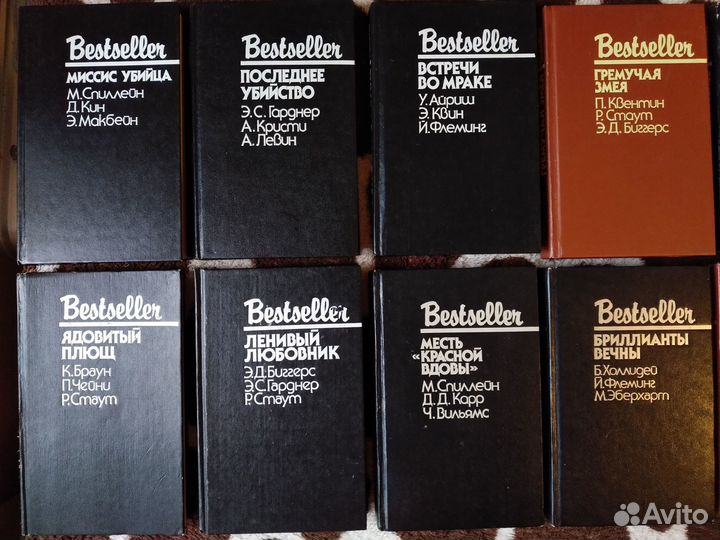 Bestseller
МИССИС УБИЙЦА
М. Спиллейн
Д. Кин
Э. Макбейн
Bestseller
ПОСЛЕДНЕЕ
УБИЙСТВО
Э.С. Гарднер
А. Кристи
А. Левин
Bestseller
ВСТРЕЧИ
ВО МРАКЕ
У. Айриш
Э. Квин
Й. Флеминг
Bestseller
ГРЕМУЧАЯ
ЗМЕЯ
П. Квентин
Р. Стаут
Э. Д. Биггерс
Bestseller
ЯДОВИТЫЙ
ПЛЮЩ
К. Браун
П. Чейни
Р. Стаут
Bestseller
ЛЕНИВЫЙ
ЛЮБОВНИК
Э.Д. Биггерс
Э.С. Гарднер
Р. Стаут
Bestseller
МЕСТЬ
«КРАСНОЙ
ВДОВЫ»
М. Спиллейн
Д. Д. Карр
Ч. Вильямс
Bestseller
БРИЛЛИАНТЫ
ВЕЧНЫ
Б. Холлидей
Й. Флеминг
М. Эберхарт
Avito